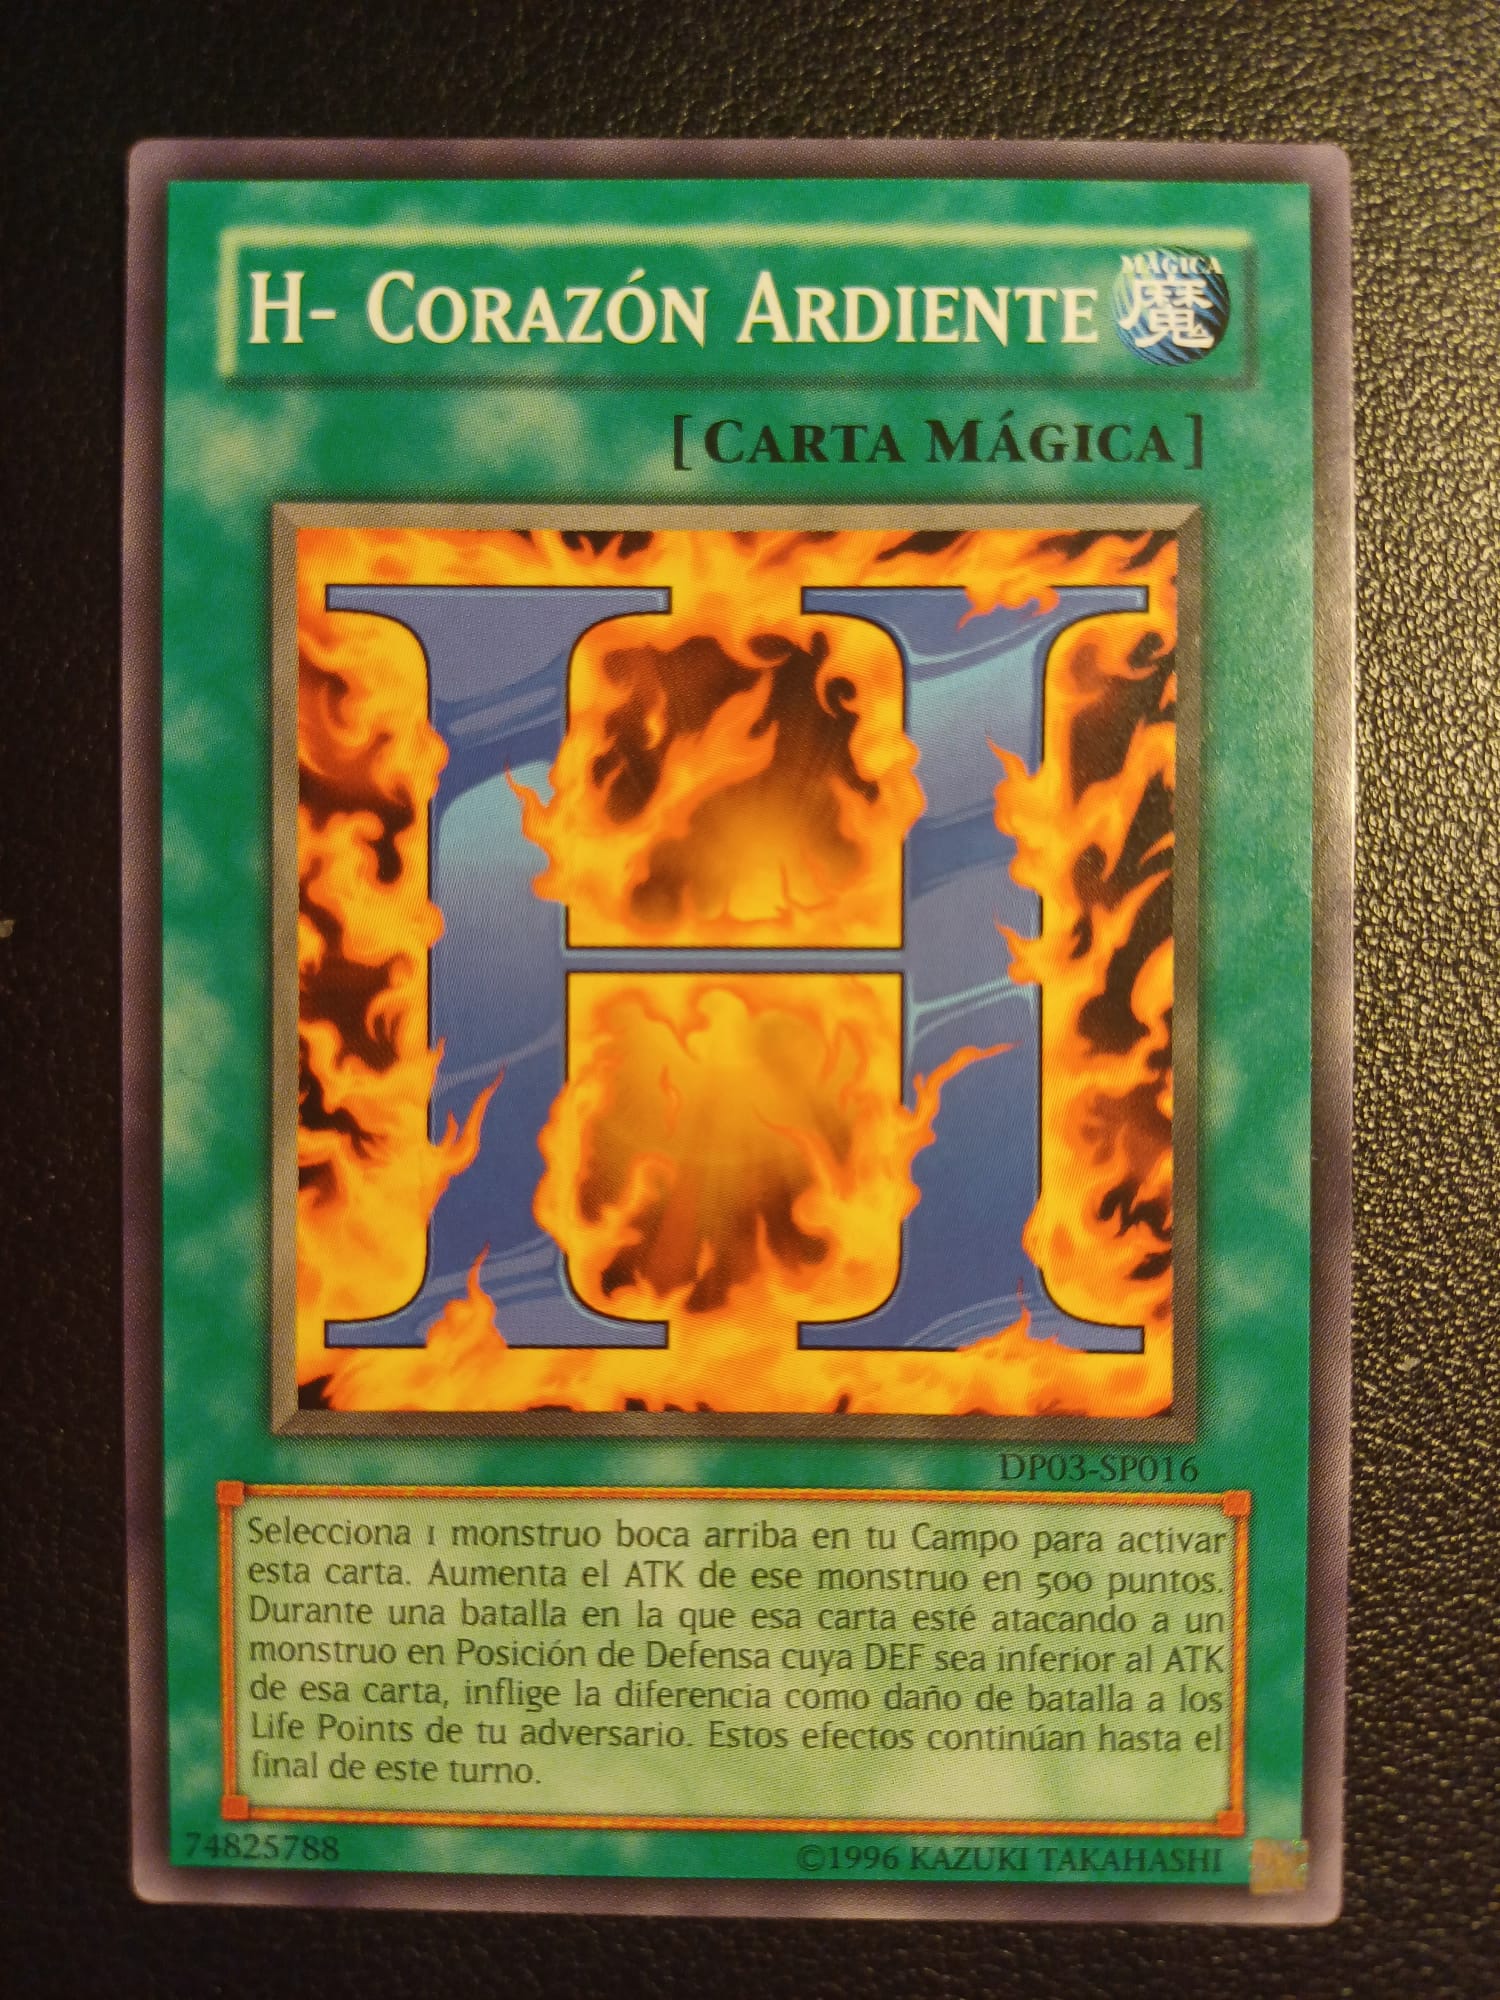 H- CORAZÓN ARDIENTE
MÁGICA
魔
[CARTA MÁGICA]
H
DP03-SP016
Selecciona 1 monstruo boca arriba en tu Campo para activar
esta carta. Aumenta el ATK de ese monstruo en 500 puntos.
Durante una batalla en la que esa carta esté atacando a un
monstruo en Posición de Defensa cuya DEF sea inferior al ATK
de esa carta, inflige la diferencia como daño de batalla a los
Life Points de tu adversario. Estos efectos continúan hasta el
final de este turno.
74825788
©1996 KAZUKI TAKAHASHI